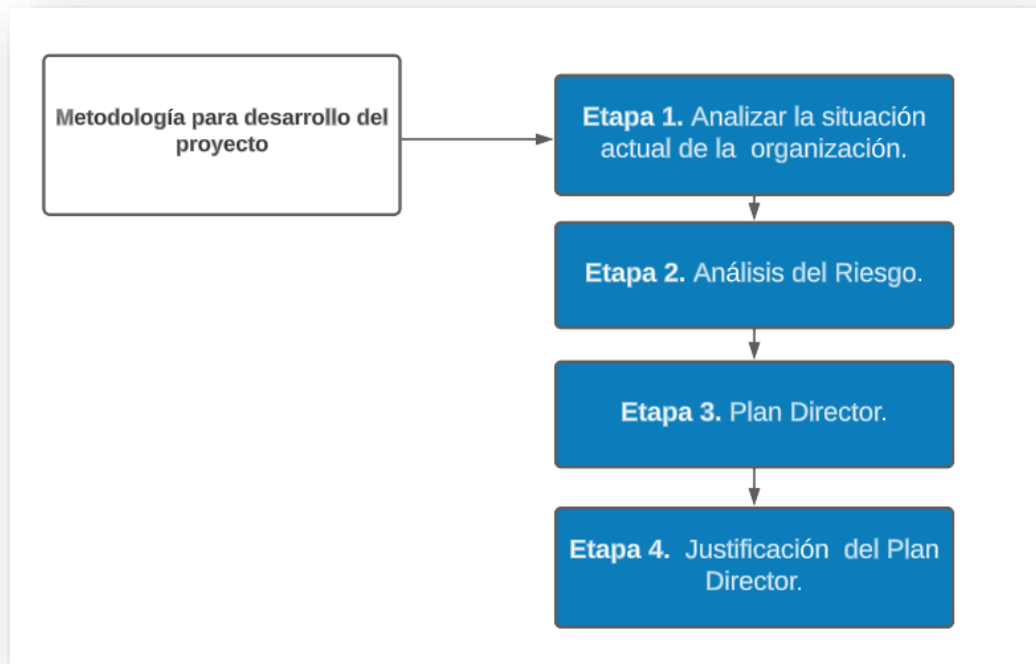 Metodología para desarrollo del
proyecto
Etapa 1. Analizar la situación
actual de la organización.
Etapa 2. Análisis del Riesgo.
Etapa 3. Plan Director.
Etapa 4. Justificación del Plan
Director.